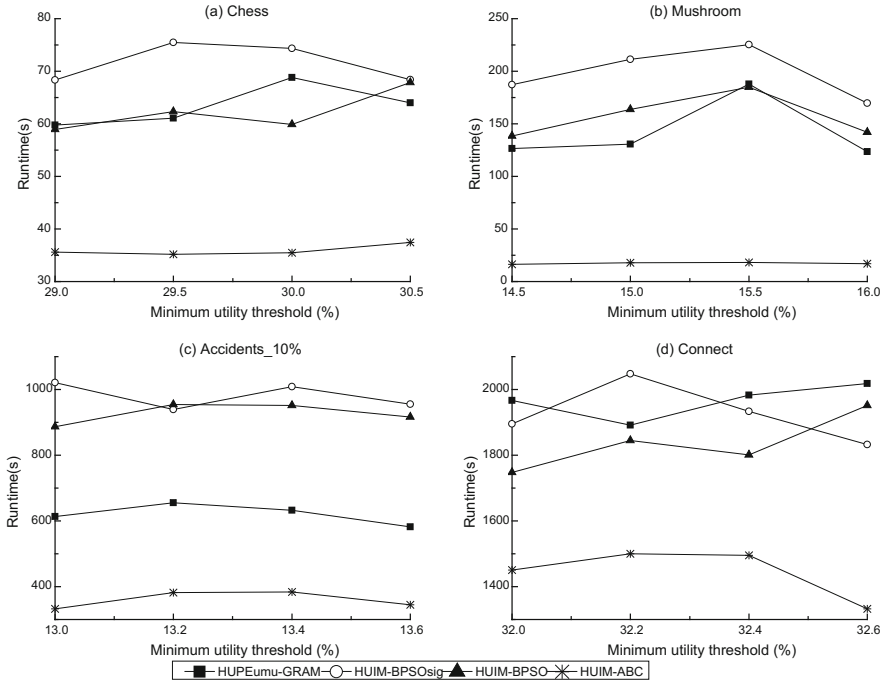 (a) Chess
80
70
60
50
40
30
Runtime(s)
29.0 29.5 30.0 30.5
Minimum utility threshold (%)
(b) Mushroom
250
200
150
100
50
0
Runtime(s)
14.5 15.0 15.5 16.0
Minimum utility threshold (%)
(c) Accidents_10%
1000
800
600
400
Runtime(s)
13.0 13.2 13.4 13.6
Minimum utility threshold (%)
(d) Connect
2000
1800
1600
1400
Runtime(s)
32.0 32.2 32.4 32.6
Minimum utility threshold (%)
HUPEumu-GRAM HUIM-BPSOsig HUIM-BPSO HUIM-ABC